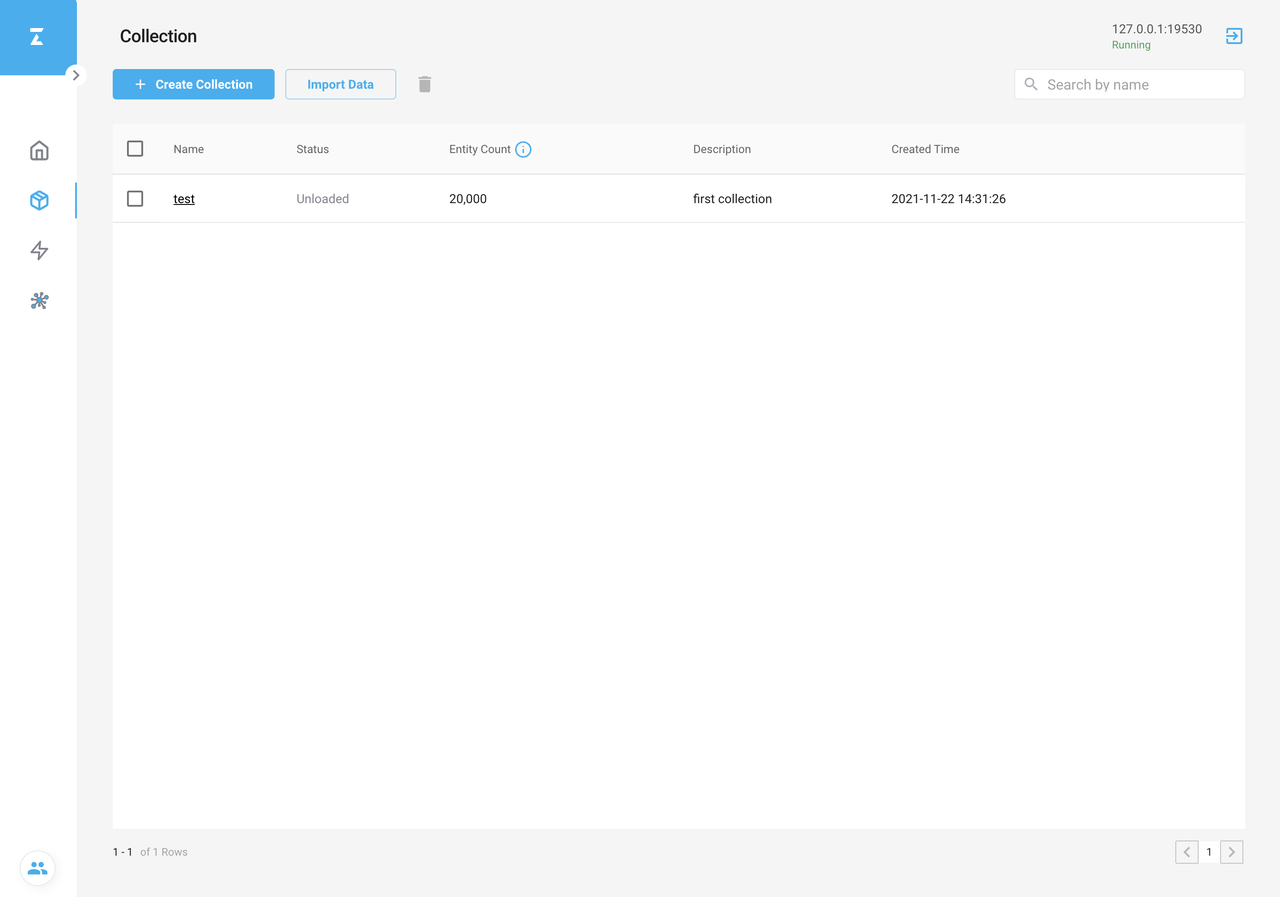 Collection
127.0.0.1:19530
Running
Create Collection
Import Data
Search by name
Name Status Entity Count Description Created Time
test Unloaded 20,000 first collection 2021-11-22 14:31:26
1 - 1 of 1 Rows
1